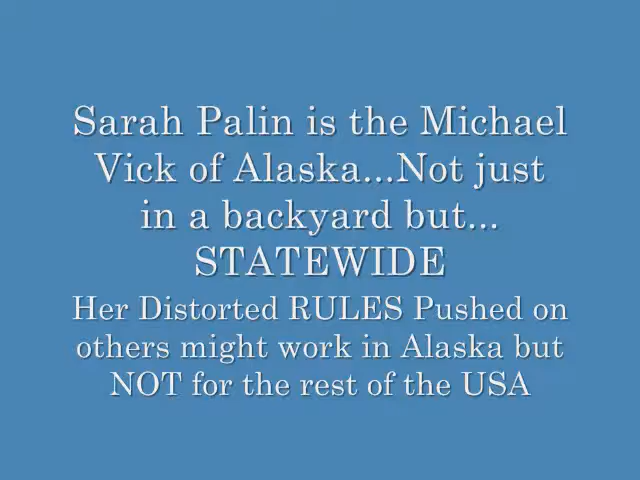 Sarah Palin is the Michael
Vick of Alaska...Not just
in a backyard but...
STATEWIDE
Her Distorted RULES Pushed on
others might work in Alaska but
NOT for the rest of the USA